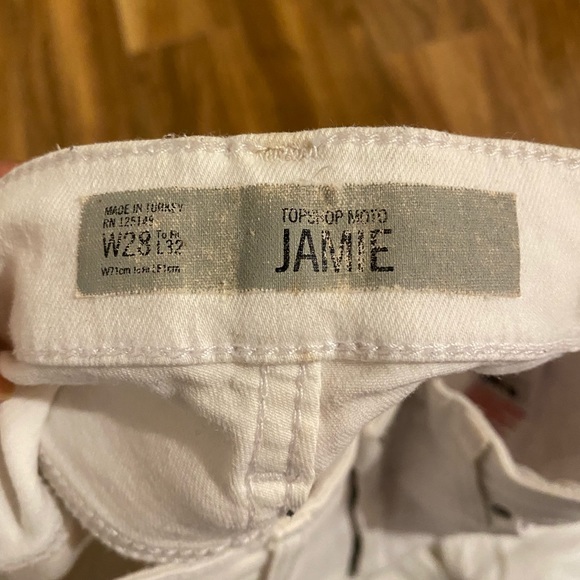 MADE IN TURKEY
RN 125149
W28 To Fit L32
W71cm to Fit L81cm
TOPSHOP MOTO
JAMIE